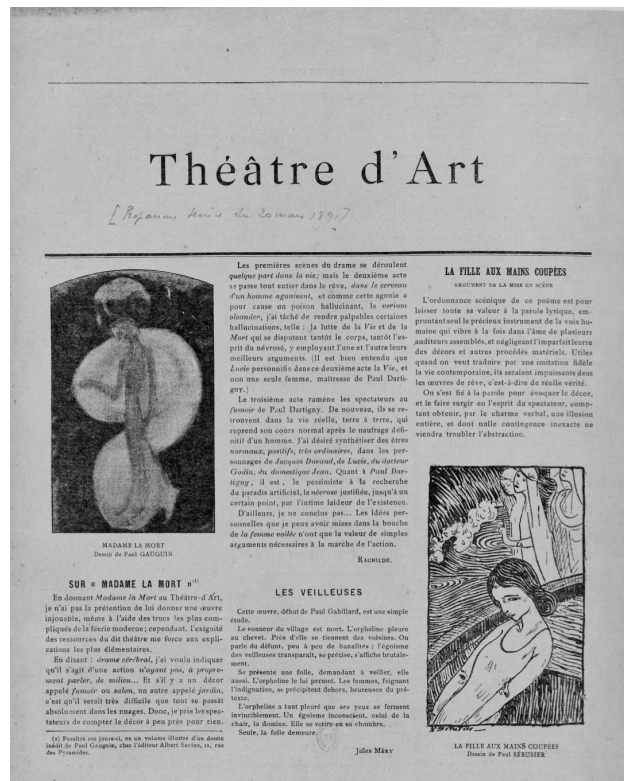 Théâtre d'Art
20 mars 1891
MADAME LA MORT
Dessin de Paul GAUGUIN
SUR « MADAME LA MORT »(1)
En donnant Madame la Mort au Théâtre-d'Art,
je n'ai pas la prétention de lui donner une œuvre
injouable, même à l'aide des trucs les plus com-
pliqués de la féerie moderne; cependant, l'exiguïté
des ressources du dit théâtre me force aux expli-
cations les plus élémentaires.
En disant : drame cérébral, j'ai voulu indiquer
qu'il s'agit d'une action n'ayant pas, à propre-
ment parler, de milieu... Et s'il y a un décor
appelé fumoir ou salon, un autre appelé jardin,
c'est qu'il serait très difficile que tout se passât
absolument dans les nuages. Donc, je prie les spec-
tateurs de compter le décor à peu près pour rien.
(1) Paraîtra ces jours-ci, en un volume illustré d'un dessin
inédit de Paul Gauguin, chez l'éditeur Albert Savine, 12, rue
des Pyramides.
Les premières scènes du drame se déroulent
quelque part dans la vie; mais le deuxième acte
se passe tout entier dans le rêve, dans le cerveau
d'un homme agonisant, et comme cette agonie a
pour cause un poison hallucinant, le verium
oleander, j'ai tâché de rendre palpables certaines
hallucinations, telle : la lutte de la Vie et de la
Mort qui se disputent tantôt le corps, tantôt l'es-
prit du névrosé, y employant l'une et l'autre leurs
meilleurs arguments. (Il est bien entendu que
Lucie personnifie dans ce deuxième acte la Vie, et
non une seule femme, maîtresse de Paul Darti-
gny.)
Le troisième acte ramène les spectateurs au
fumoir de Paul Dartigny. De nouveau, ils se re-
trouvent dans la vie réelle, terre à terre, qui
reprend son cours normal après le naufrage défi-
nitif d'un homme. J'ai désiré synthétiser des êtres
normaux, positifs, très ordinaires, dans les per-
sonnages de Jacques Durand, de Lucie, du docteur
Godin, du domestique Jean. Quant à Paul Dar-
tigny, il est, le pessimiste à la recherche
du paradis artificiel, la névrose justifiée, jusqu'à un
certain point, par l'intime laideur de l'existence.
D'ailleurs, je ne conclus pas... Les idées per-
sonnelles que je peux avoir mises dans la bouche
de la femme voilée n'ont que la valeur de simples
arguments nécessaires à la marche de l'action.
RACHILDE.
LES VEILLEUSES
Cette œuvre, début de Paul Gabillard, est une simple
étude.
Le sonneur du village est mort. L'orpheline pleure
au chevet. Près d'elle se tiennent des voisines. On
parle du défunt, peu à peu de banalités; l'égoïsme
des veilleuses transparaît, se précise, s'affiche brutale-
ment.
Se présente une folle, demandant à veiller, elle
aussi. L'orpheline le lui permet. Les femmes, feignant
l'indignation, se précipitent dehors, heureuses du pré-
texte.
L'orpheline a tant pleuré que ses yeux se ferment
invinciblement. Un égoïsme inconscient, celui de la
chair, la domine. Elle se retire en sa chambre.
Seule, la folle demeure.
Jules MÉRY
LA FILLE AUX MAINS COUPÉES
ARGUMENT DE LA MISE EN SCÈNE
L'ordonnance scénique de ce poème est pour
laisser toute sa valeur à la parole lyrique, em-
pruntant seul le précieux instrument de la voix hu-
maine qui vibre à la fois dans l'âme de plusieurs
auditeurs assemblés, et négligeant l'imparfait leurre
des décors et autres procédés matériels. Utiles
quand on veut traduire par une imitation fidèle
la vie contemporaine, ils seraient impuissants dans
les œuvres de rêve, c'est-à-dire de réelle vérité.
On s'est fié à la parole pour évoquer le décor,
et le faire surgir en l'esprit du spectateur, comp-
tant obtenir, par le charme verbal, une illusion
entière, et dont nulle contingence inexacte ne
viendra troubler l'abstraction.
LA FILLE AUX MAINS COUPÉES
Dessin de Paul SÉRUSIER